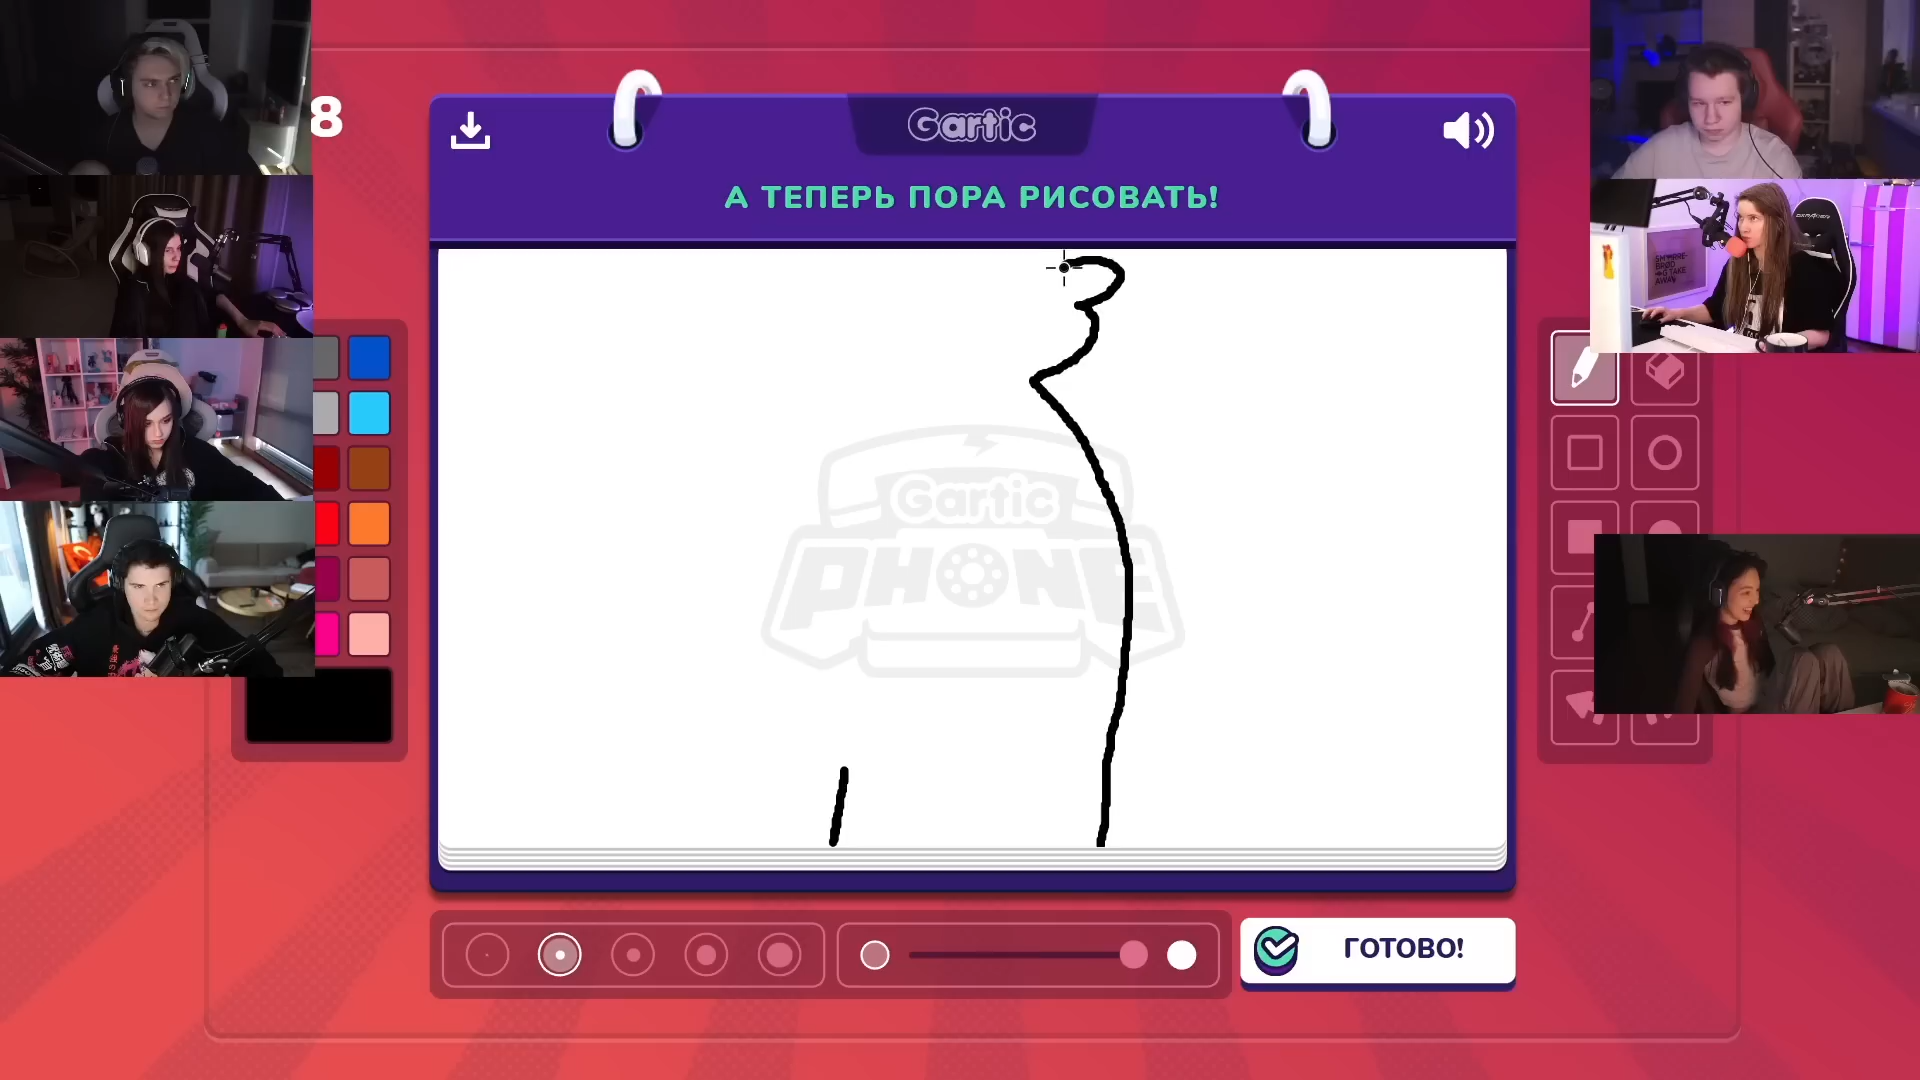 8
Gartic
А ТЕПЕРЬ ПОРА РИСОВАТЬ!
Gartic
PHONE
ГОТОВО!